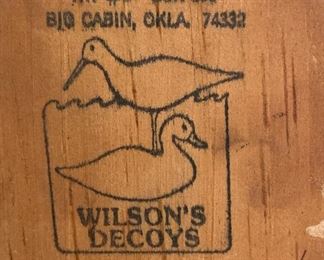 BIG CABIN, OKLA. 74332
WILSON'S
DECOYS